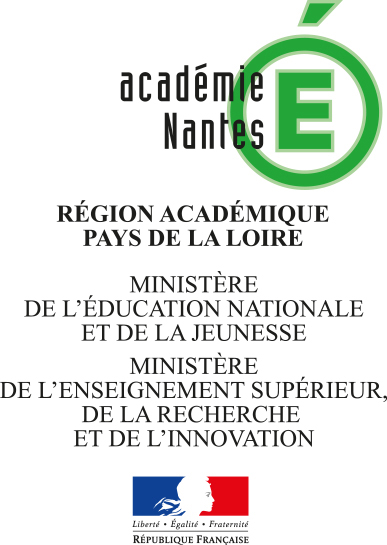 académie
Nantes
É
RÉGION ACADÉMIQUE
PAYS DE LA LOIRE
MINISTÈRE
DE L’ÉDUCATION NATIONALE
ET DE LA JEUNESSE
MINISTÈRE
DE L’ENSEIGNEMENT SUPÉRIEUR,
DE LA RECHERCHE
ET DE L’INNOVATION
Liberté • Égalité • Fraternité
RÉPUBLIQUE FRANÇAISE